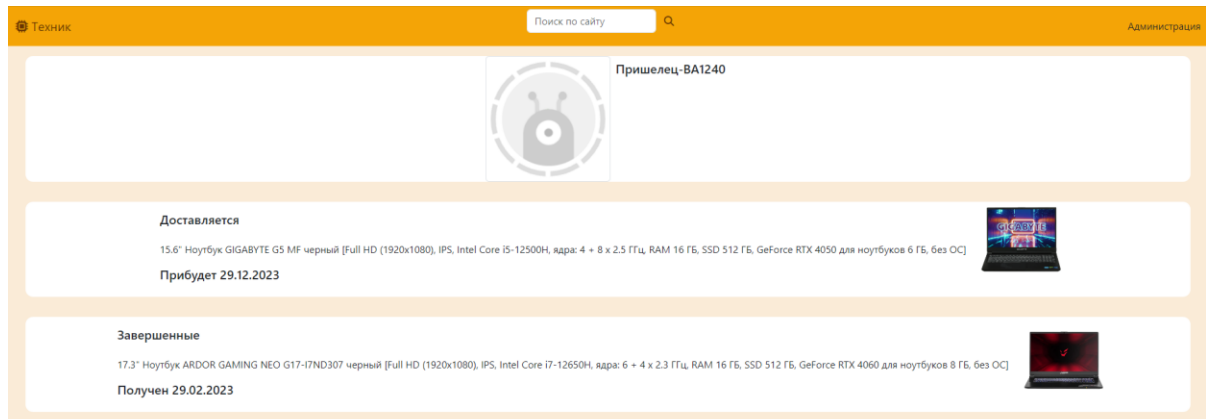 Техник
Поиск по сайту
Администрация
Пришелец-BA1240
Доставляется
15.6" Ноутбук GIGABYTE G5 MF черный [Full HD (1920x1080), IPS, Intel Core i5-12500H, ядра: 4 + 8 х 2.5 ГГц, RAM 16 ГБ, SSD 512 ГБ, GeForce RTX 4050 для ноутбуков 6 ГБ, без ОС]
GIGABYTE
Прибудет 29.12.2023
Завершенные
17.3" Ноутбук ARDOR GAMING NEO G17-I7ND307 черный [Full HD (1920x1080), IPS, Intel Core i7-12650H, ядра: 6 + 4 х 2.3 ГГц, RAM 16 ГБ, SSD 512 ГБ, GeForce RTX 4060 для ноутбуков 8 ГБ, без ОС]
Получен 29.02.2023